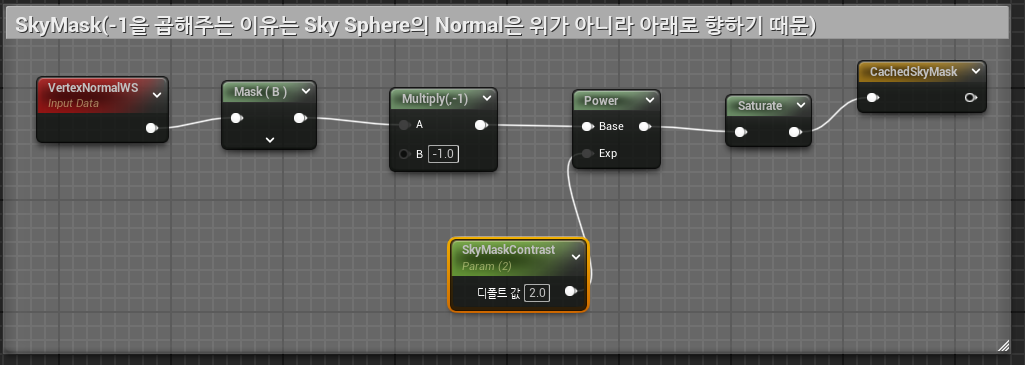 SkyMask(-1을 곱해주는 이유는 Sky Sphere의 Normal은 위가 아니라 아래로 향하기 때문)
VertexNormalWS
Input Data
Mask ( B )
Multiply(,-1)
A
B -1.0
Power
Base
Exp
Saturate
CachedSkyMask
SkyMaskContrast
Param (2)
디폴트 값 2.0